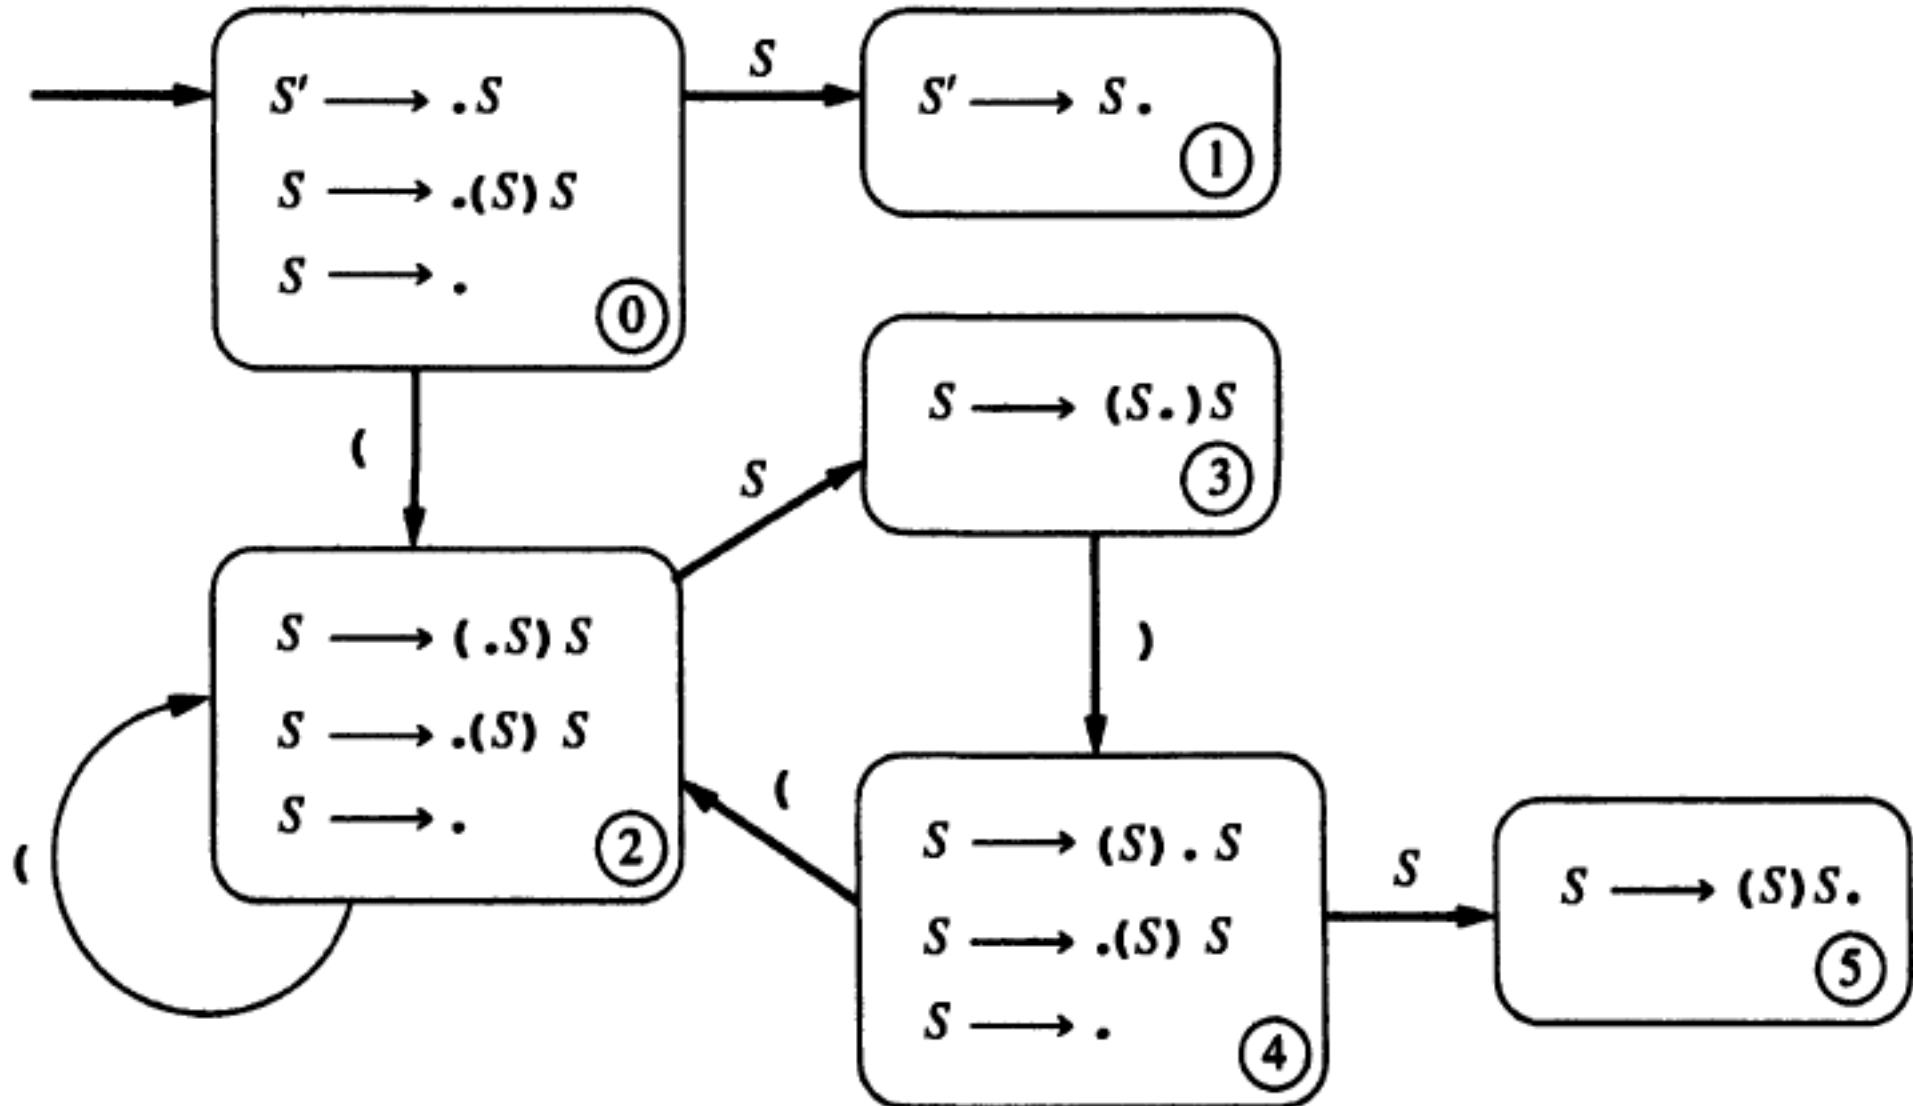 S' ⟶ .S
S ⟶ .(S)S
S ⟶ .
0
S
S' ⟶ S.
1
(
S
S ⟶ (S.)S
3
S ⟶ (.S)S
S ⟶ .(S) S
S ⟶ .
2
(
)
(
S ⟶ (S).S
S ⟶ .(S) S
S ⟶ .
4
S
S ⟶ (S)S.
5